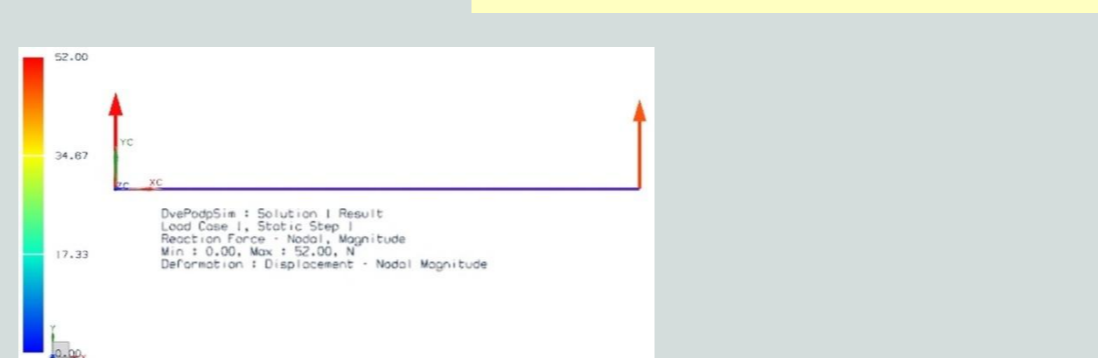 52.00
YC
34.67
ZC XC
DvePodpSim : Solution 1 Result
Load Case 1, Static Step 1
Reaction Force - Nodal, Magnitude
Min : 0.00, Max : 52.00, N
17.33
Deformation : Displacement - Nodal Magnitude
Y
0.00
X